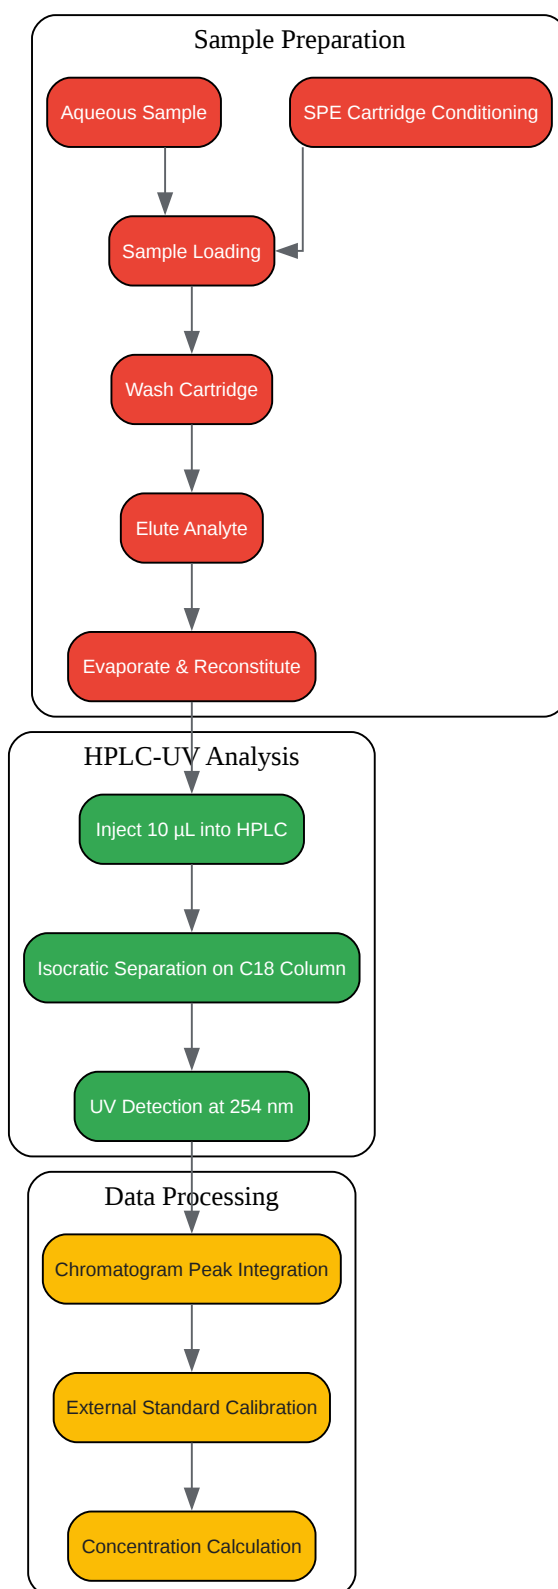 Sample Preparation
Aqueous Sample
SPE Cartridge Conditioning
Sample Loading
Wash Cartridge
Elute Analyte
Evaporate & Reconstitute
HPLC-UV Analysis
Inject 10 µL into HPLC
Isocratic Separation on C18 Column
UV Detection at 254 nm
Data Processing
Chromatogram Peak Integration
External Standard Calibration
Concentration Calculation